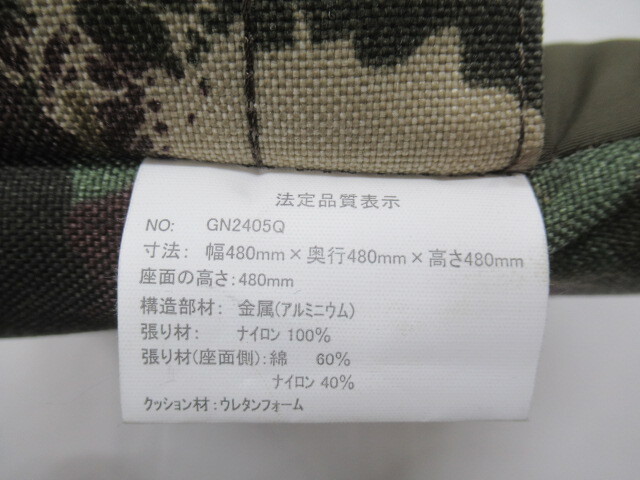 法定品質表示
NO: GN2405Q
寸法: 幅480mm×奥行480mm×高さ480mm
座面の高さ:480mm
構造部材: 金属(アルミニウム)
張り材: ナイロン 100%
張り材(座面側):綿 60%
ナイロン 40%
クッション材:ウレタンフォーム